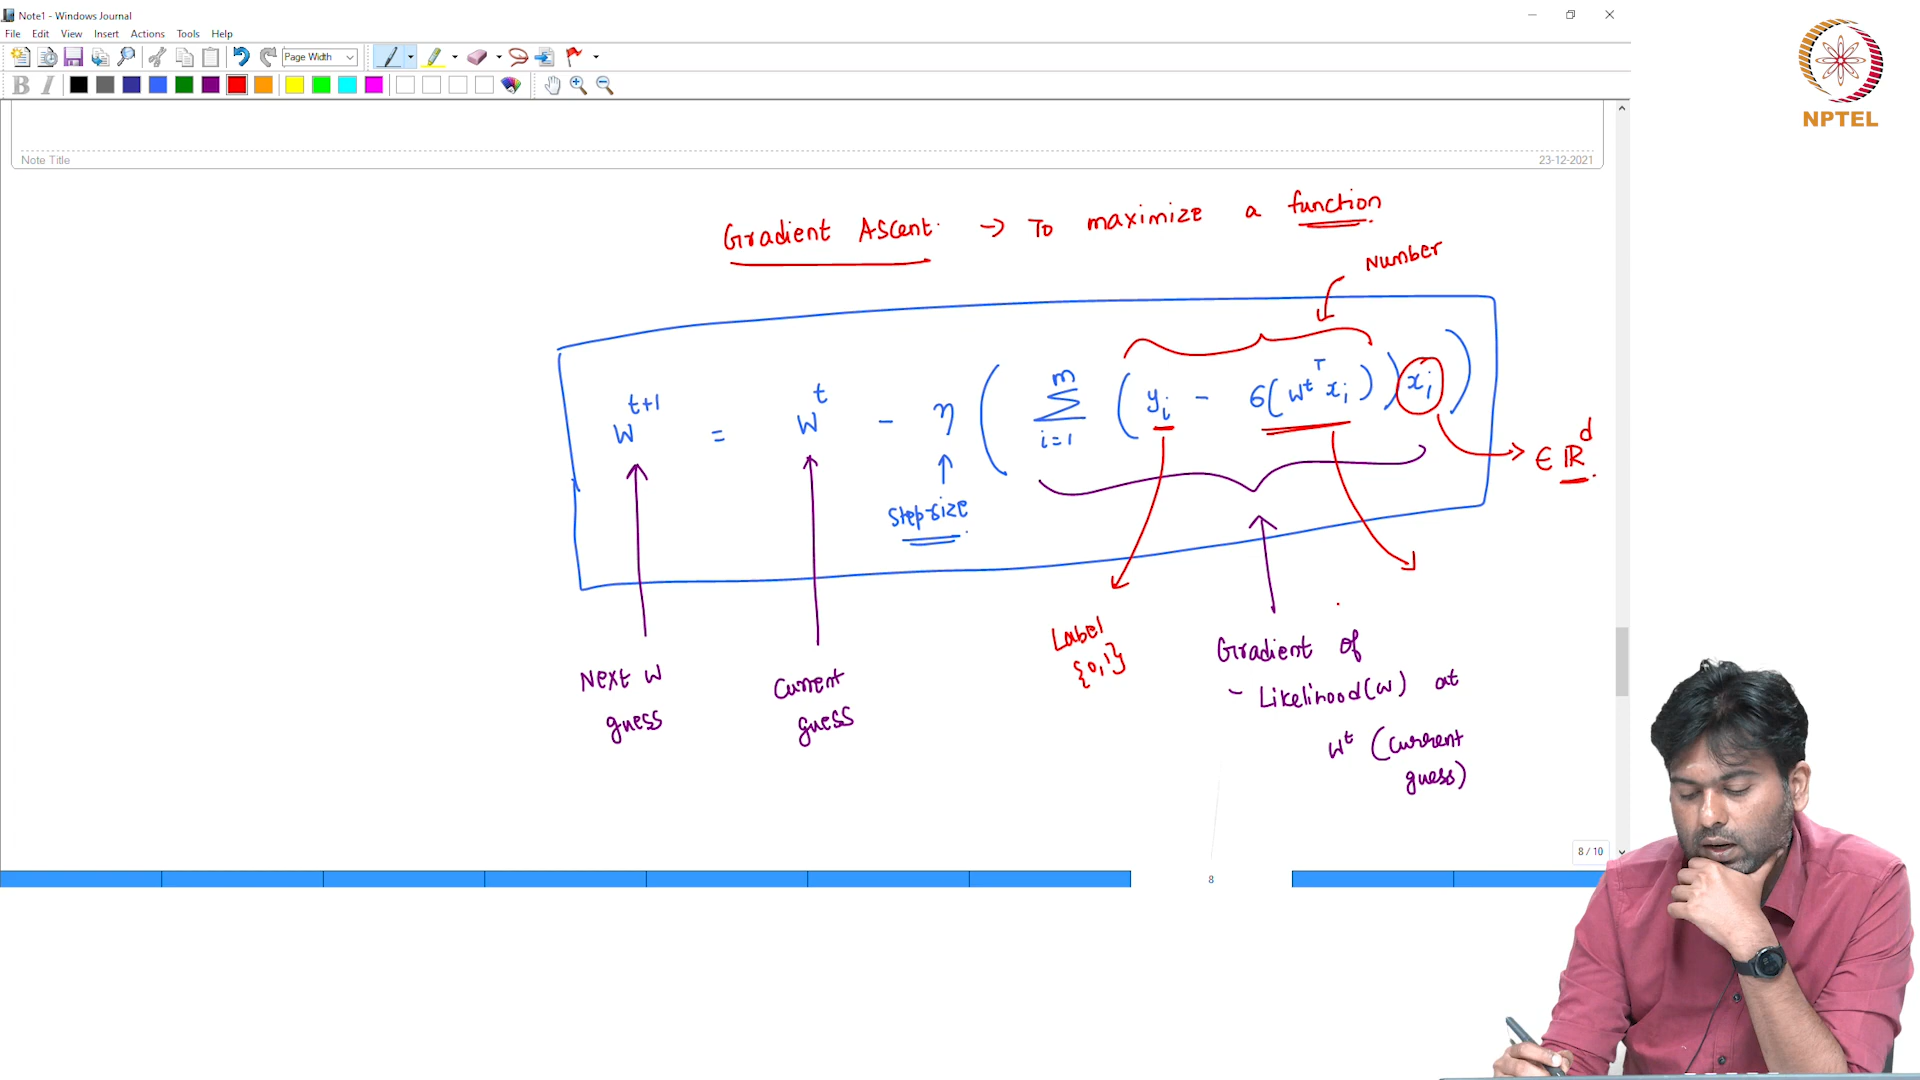 Note1 - Windows Journal
File Edit View Insert Actions Tools Help
Page Width
B I
NPTEL
Note Title
23-12-2021
Gradient Ascent. → To maximize a function.
Number
w^{t+1} = w^t - η ( Σ_{i=1}^{m} ( y_i - σ(w^{tT} x_i) ) x_i )
∈ ℝ^d.
Step-size
Label
{0,1}
Gradient of
- Likelihood(w) at
w^t (current
guess)
Next w
guess
Current
guess
8 / 10
8